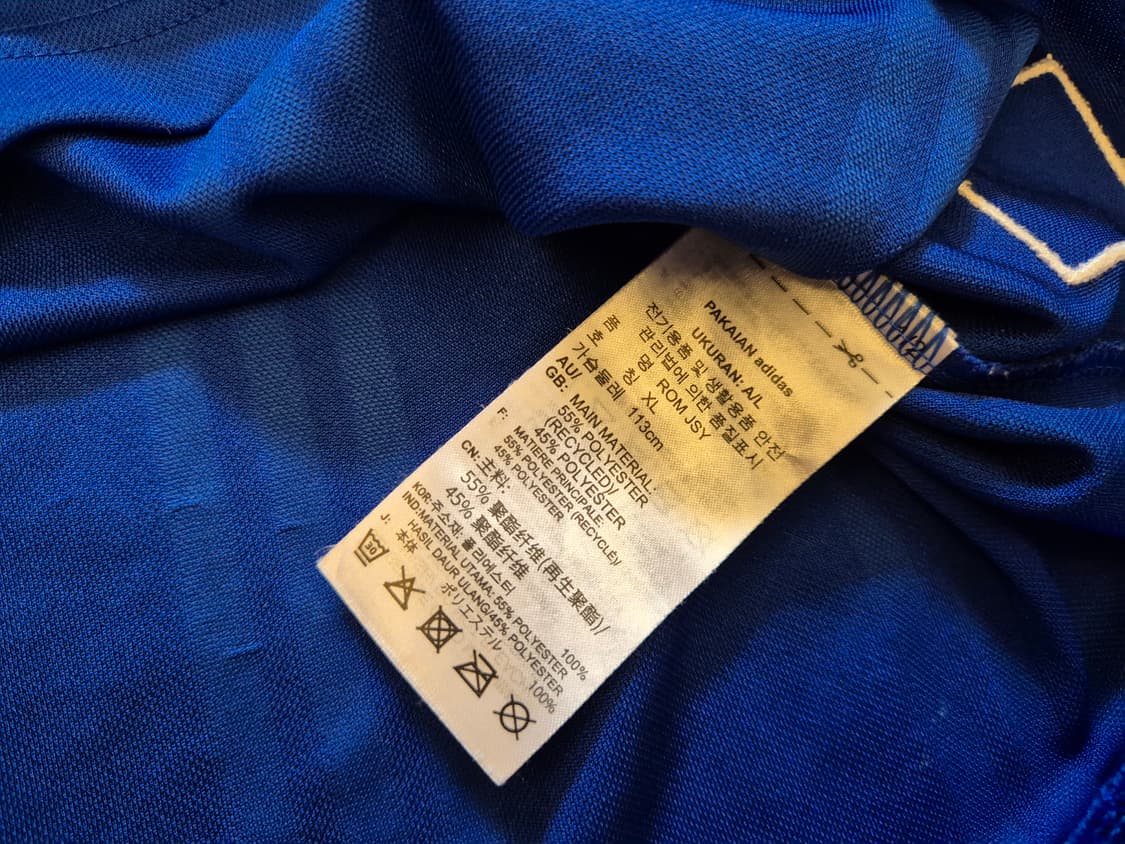 PAKAIAN adidas
UKURAN: A/L
전기용품 및 생활용품 안전
관리법에 의한 품질표시
품 명 ROM JSY
호 칭 XL
가슴둘레 113cm
AU/
GB: MAIN MATERIAL
55% POLYESTER
(RECYCLED)/
45% POLYESTER
F: MATIERE PRINCIPALE:
55% POLYESTER (RECYCLÉ)/
45% POLYESTER
CN: 主料:
55% 聚酯纤维(再生聚酯)/
45% 聚酯纤维
KOR:주소재: 폴리에스터 100%
IND:MATERIAL UTAMA: 55% POLYESTER
HASIL DAUR ULANG/45% POLYESTER
J: 本体 ポリエステル 100%
30